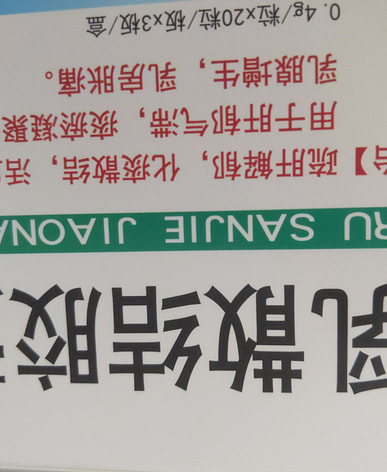 乳散结胶
RU SANJIE JIAONA
】疏肝解郁，化痰散结，活
用于肝郁气滞，痰瘀凝聚
乳腺增生，乳房胀痛。
0.4g/粒x20粒/板x3板/盒